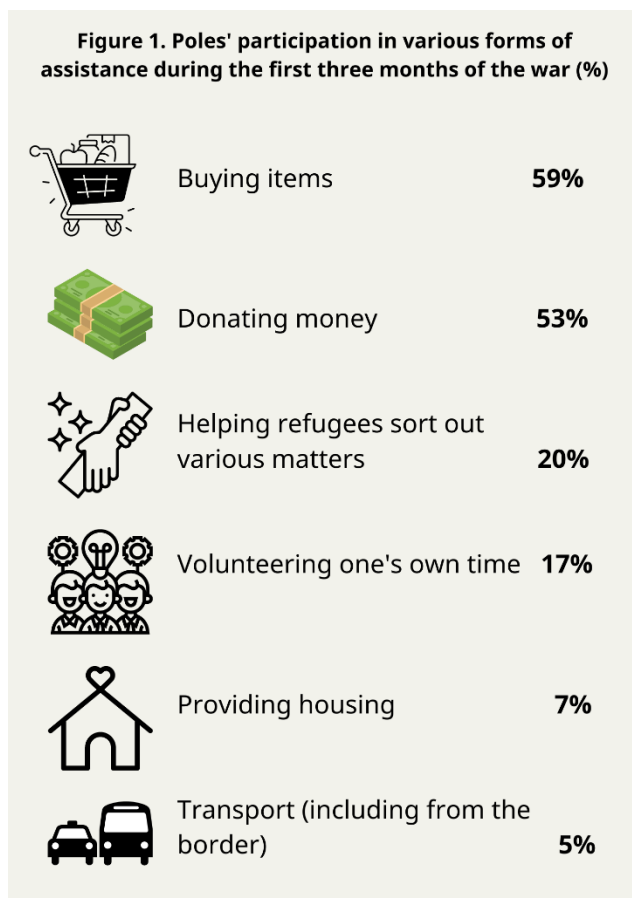 Figure 1. Poles' participation in various forms of
assistance during the first three months of the war (%)
Buying items 59%
Donating money 53%
Helping refugees sort out
various matters 20%
Volunteering one's own time 17%
Providing housing 7%
Transport (including from the
border) 5%